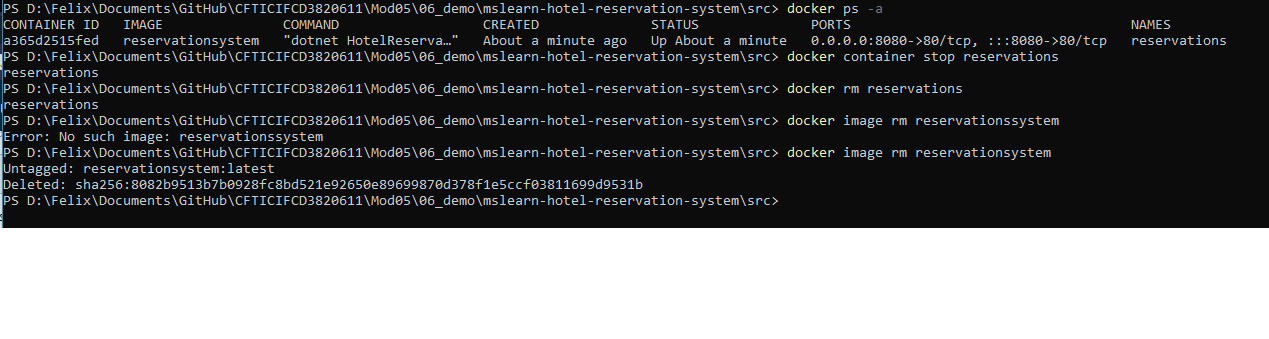 PS D:\Felix\Documents\GitHub\CFTICIFCD3820611\Mod05\06_demo\mslearn-hotel-reservation-system\src> docker ps -a
CONTAINER ID   IMAGE               COMMAND                  CREATED              STATUS              PORTS                                   NAMES
a365d2515fed   reservationsystem   "dotnet HotelReserva…"   About a minute ago   Up About a minute   0.0.0.0:8080->80/tcp, :::8080->80/tcp   reservations
PS D:\Felix\Documents\GitHub\CFTICIFCD3820611\Mod05\06_demo\mslearn-hotel-reservation-system\src> docker container stop reservations
reservations
PS D:\Felix\Documents\GitHub\CFTICIFCD3820611\Mod05\06_demo\mslearn-hotel-reservation-system\src> docker rm reservations
reservations
PS D:\Felix\Documents\GitHub\CFTICIFCD3820611\Mod05\06_demo\mslearn-hotel-reservation-system\src> docker image rm reservationssystem
Error: No such image: reservationssystem
PS D:\Felix\Documents\GitHub\CFTICIFCD3820611\Mod05\06_demo\mslearn-hotel-reservation-system\src> docker image rm reservationsystem
Untagged: reservationsystem:latest
Deleted: sha256:8082b9513b7b0928fc8bd521e92650e89699870d378f1e5ccf03811699d9531b
PS D:\Felix\Documents\GitHub\CFTICIFCD3820611\Mod05\06_demo\mslearn-hotel-reservation-system\src>